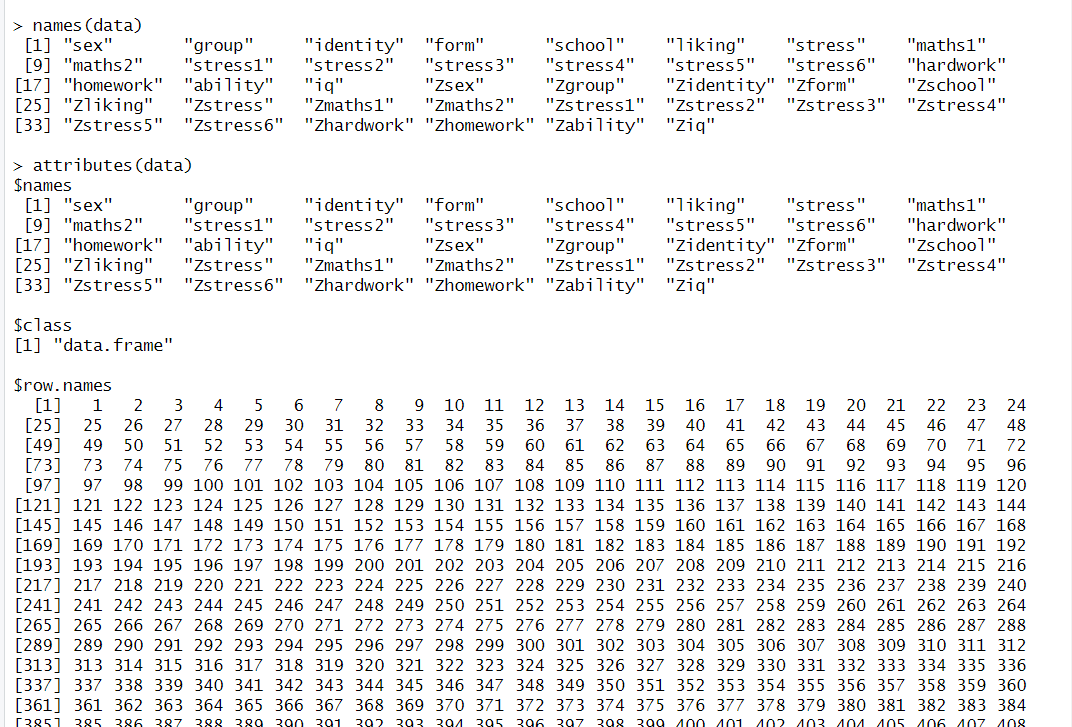 > names(data)
[1] "sex" "group" "identity" "form" "school" "liking" "stress" "maths1"
[9] "maths2" "stress1" "stress2" "stress3" "stress4" "stress5" "stress6" "hardwork"
[17] "homework" "ability" "iq" "Zsex" "Zgroup" "Zidentity" "Zform" "Zschool"
[25] "Zliking" "Zstress" "Zmaths1" "Zmaths2" "Zstress1" "Zstress2" "Zstress3" "Zstress4"
[33] "Zstress5" "Zstress6" "Zhardwork" "Zhomework" "Zability" "Ziq"
> attributes(data)
$names
[1] "sex" "group" "identity" "form" "school" "liking" "stress" "maths1"
[9] "maths2" "stress1" "stress2" "stress3" "stress4" "stress5" "stress6" "hardwork"
[17] "homework" "ability" "iq" "Zsex" "Zgroup" "Zidentity" "Zform" "Zschool"
[25] "Zliking" "Zstress" "Zmaths1" "Zmaths2" "Zstress1" "Zstress2" "Zstress3" "Zstress4"
[33] "Zstress5" "Zstress6" "Zhardwork" "Zhomework" "Zability" "Ziq"
$class
[1] "data.frame"
$row.names
[1] 1 2 3 4 5 6 7 8 9 10 11 12 13 14 15 16 17 18 19 20 21 22 23 24
[25] 25 26 27 28 29 30 31 32 33 34 35 36 37 38 39 40 41 42 43 44 45 46 47 48
[49] 49 50 51 52 53 54 55 56 57 58 59 60 61 62 63 64 65 66 67 68 69 70 71 72
[73] 73 74 75 76 77 78 79 80 81 82 83 84 85 86 87 88 89 90 91 92 93 94 95 96
[97] 97 98 99 100 101 102 103 104 105 106 107 108 109 110 111 112 113 114 115 116 117 118 119 120
[121] 121 122 123 124 125 126 127 128 129 130 131 132 133 134 135 136 137 138 139 140 141 142 143 144
[145] 145 146 147 148 149 150 151 152 153 154 155 156 157 158 159 160 161 162 163 164 165 166 167 168
[169] 169 170 171 172 173 174 175 176 177 178 179 180 181 182 183 184 185 186 187 188 189 190 191 192
[193] 193 194 195 196 197 198 199 200 201 202 203 204 205 206 207 208 209 210 211 212 213 214 215 216
[217] 217 218 219 220 221 222 223 224 225 226 227 228 229 230 231 232 233 234 235 236 237 238 239 240
[241] 241 242 243 244 245 246 247 248 249 250 251 252 253 254 255 256 257 258 259 260 261 262 263 264
[265] 265 266 267 268 269 270 271 272 273 274 275 276 277 278 279 280 281 282 283 284 285 286 287 288
[289] 289 290 291 292 293 294 295 296 297 298 299 300 301 302 303 304 305 306 307 308 309 310 311 312
[313] 313 314 315 316 317 318 319 320 321 322 323 324 325 326 327 328 329 330 331 332 333 334 335 336
[337] 337 338 339 340 341 342 343 344 345 346 347 348 349 350 351 352 353 354 355 356 357 358 359 360
[361] 361 362 363 364 365 366 367 368 369 370 371 372 373 374 375 376 377 378 379 380 381 382 383 384
[385] 385 386 387 388 389 390 391 392 393 394 395 396 397 398 399 400 401 402 403 404 405 406 407 408